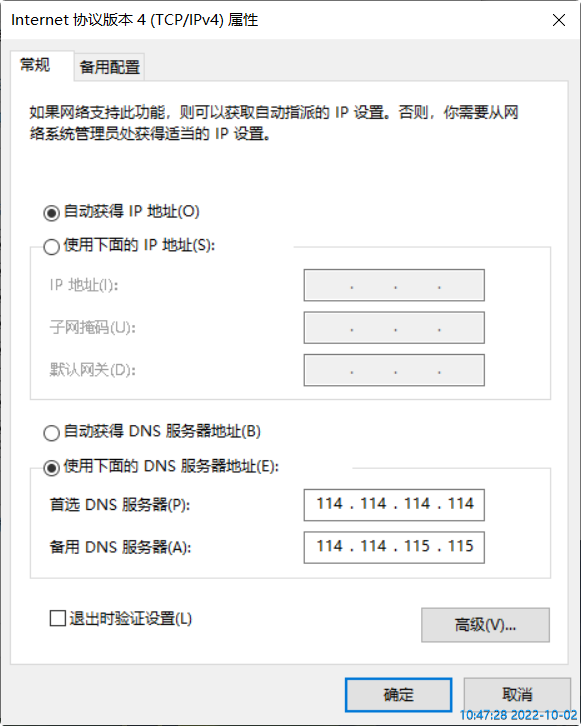 Internet 协议版本 4 (TCP/IPv4) 属性
常规
备用配置
如果网络支持此功能，则可以获取自动指派的 IP 设置。否则，你需要从网
络系统管理员处获得适当的 IP 设置。
自动获得 IP 地址(O)
使用下面的 IP 地址(S):
IP 地址(I):
子网掩码(U):
默认网关(D):
自动获得 DNS 服务器地址(B)
使用下面的 DNS 服务器地址(E):
首选 DNS 服务器(P):
114 . 114 . 114 . 114
备用 DNS 服务器(A):
114 . 114 . 115 . 115
退出时验证设置(L)
高级(V)...
确定
取消
10:47:28 2022-10-02